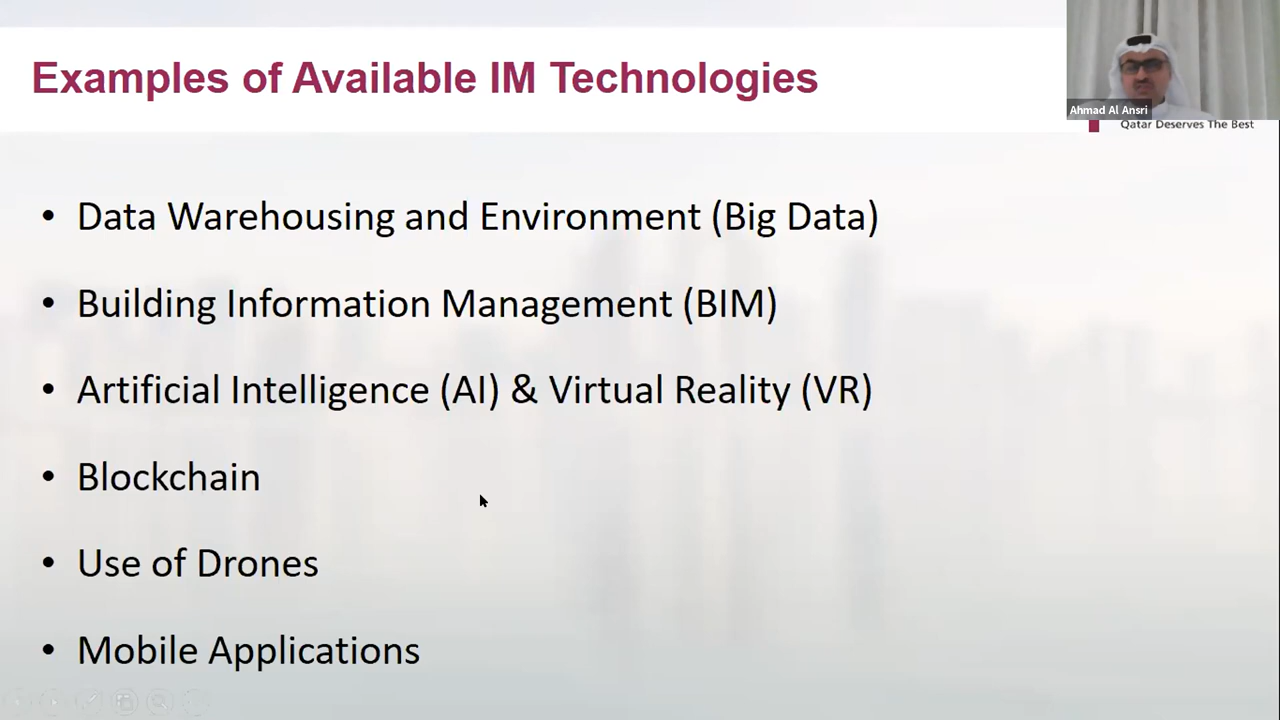 Examples of Available IM Technologies
Ahmad Al Ansri
Qatar Deserves The Best
• Data Warehousing and Environment (Big Data)
• Building Information Management (BIM)
• Artificial Intelligence (AI) & Virtual Reality (VR)
• Blockchain
• Use of Drones
• Mobile Applications